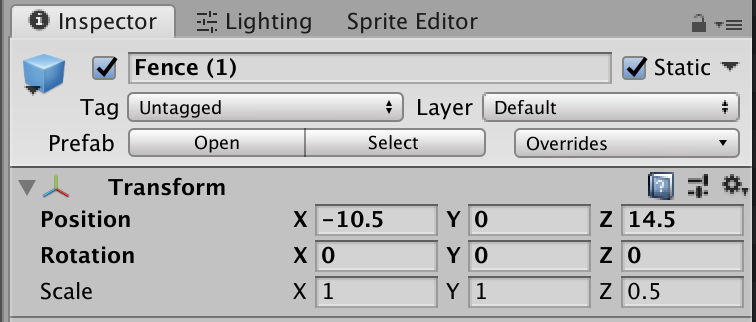 Inspector Lighting Sprite Editor
Fence (1) Static
Tag Untagged Layer Default
Prefab Open Select Overrides
Transform
Position X -10.5 Y 0 Z 14.5
Rotation X 0 Y 0 Z 0
Scale X 1 Y 1 Z 0.5